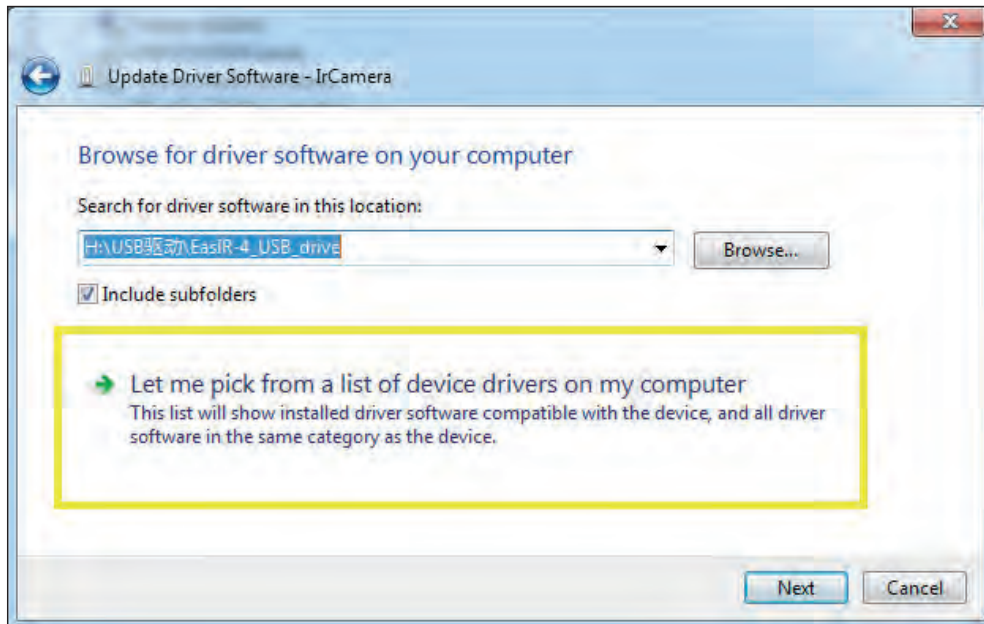 Update Driver Software - IrCamera
Browse for driver software on your computer
Search for driver software in this location:
H:\USB驱动\EasIR-4_USB_drive
Browse...
Include subfolders
Let me pick from a list of device drivers on my computer
This list will show installed driver software compatible with the device, and all driver
software in the same category as the device.
Next
Cancel